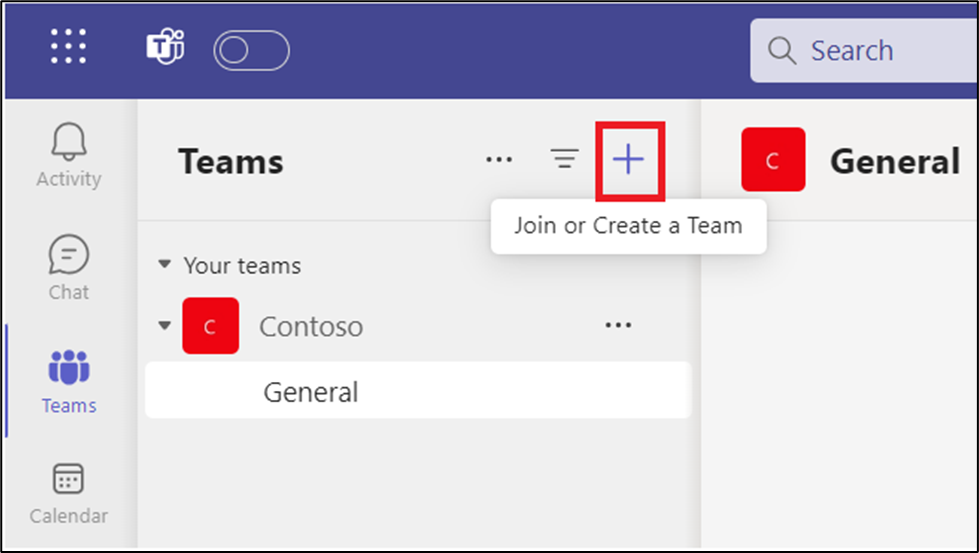 T
Search
Activity
Teams
C
General
Join or Create a Team
Chat
Your teams
C
Contoso
General
Teams
Calendar